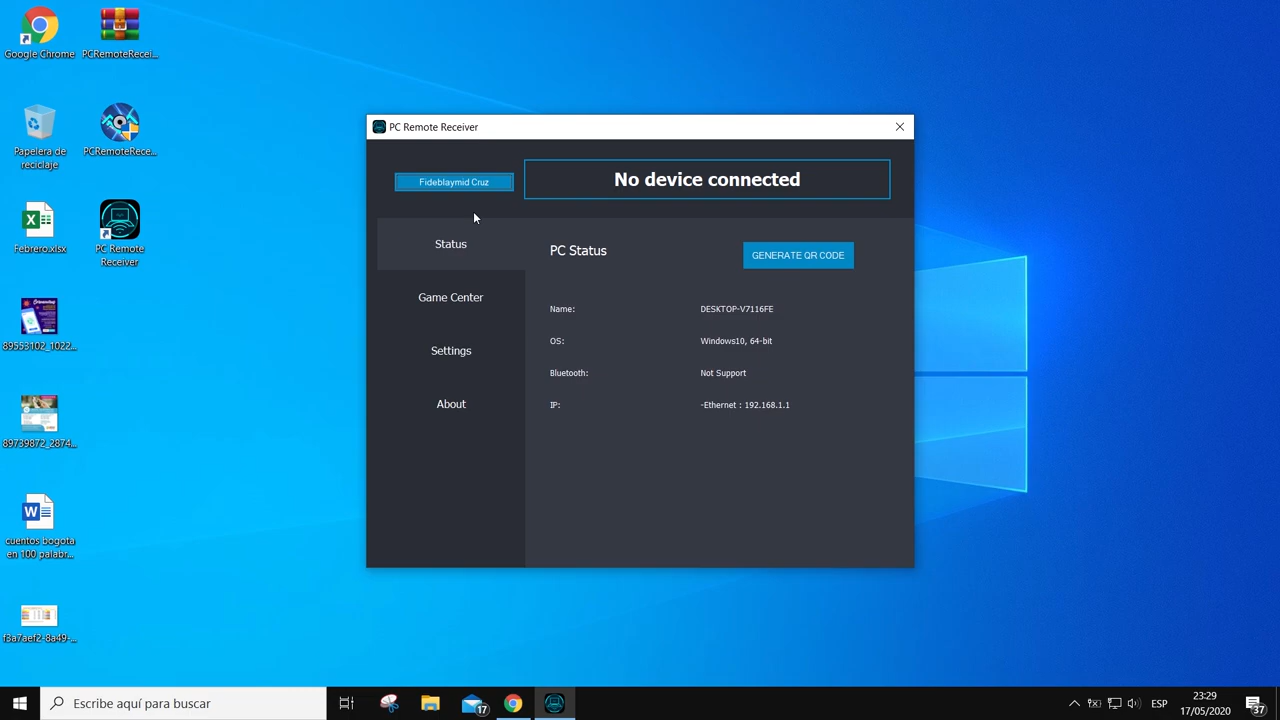 Google Chrome
PCRemoteRecei...
Papelera de
reciclaje
PCRemoteRece...
Febrero.xlsx
PC Remote
Receiver
89553102_1022...
89739872_2874...
cuentos bogota
en 100 palabr...
f3a7aef2-8a49-...
PC Remote Receiver
Fideblaymid Cruz
No device connected
Status
Game Center
Settings
About
PC Status
GENERATE QR CODE
Name: DESKTOP-V7116FE
OS: Windows10, 64-bit
Bluetooth: Not Support
IP: -Ethernet : 192.168.1.1
Escribe aquí para buscar
17
ESP
23:29
17/05/2020
37